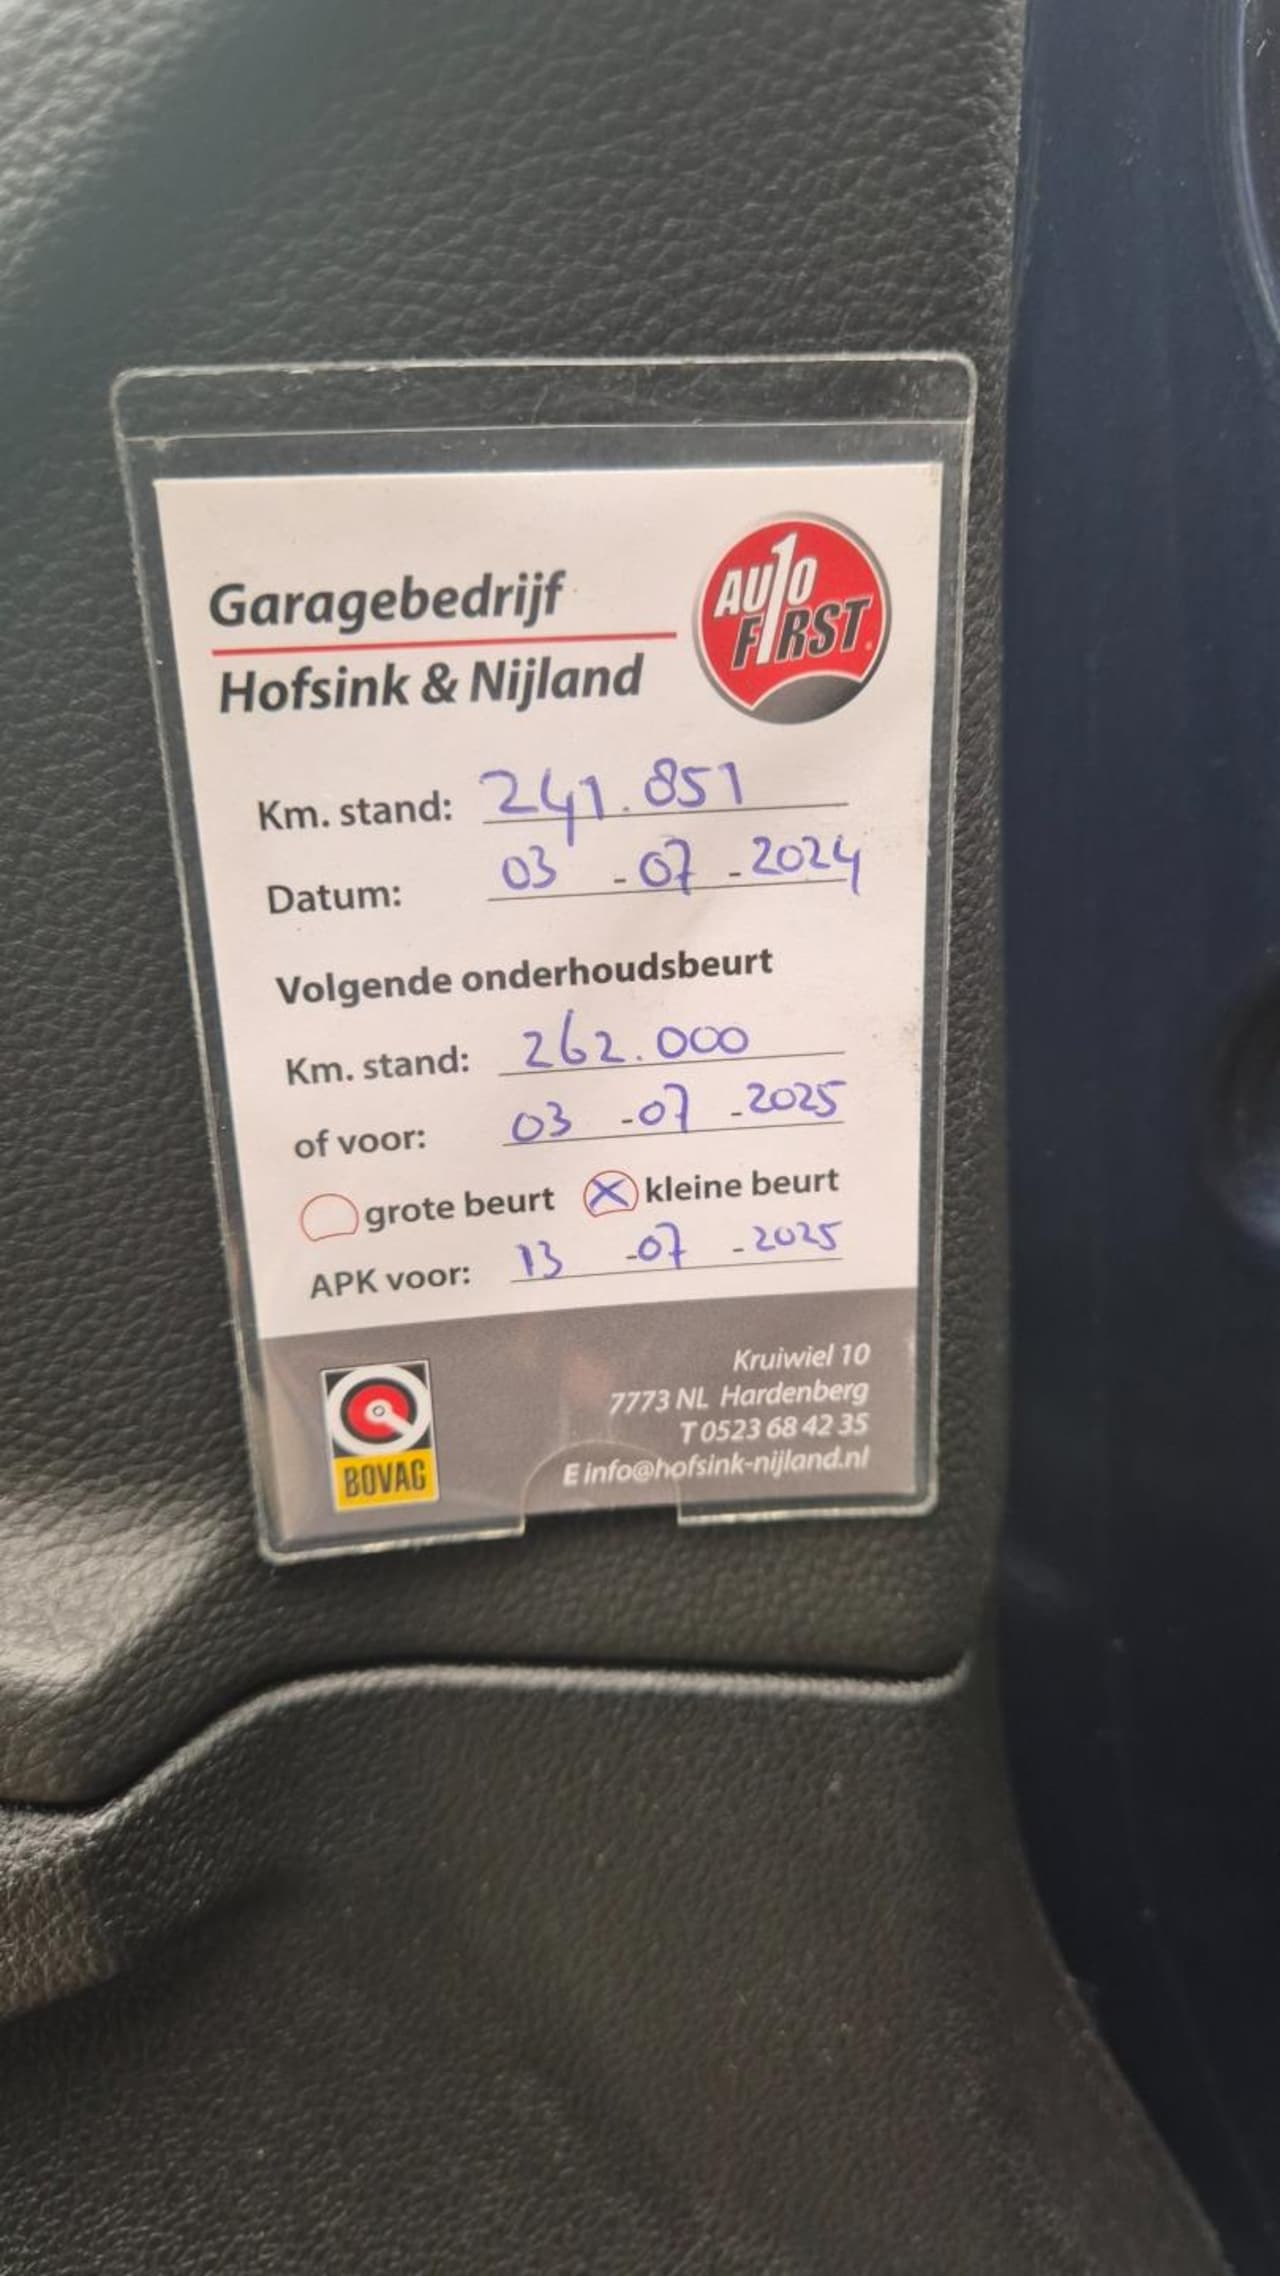 Garagebedrijf
Hofsink & Nijland
AUTO
FIRST
Km. stand: 241.851
Datum: 03 - 07 - 2024
Volgende onderhoudsbeurt
Km. stand: 262.000
of voor: 03 - 07 - 2025
grote beurt X kleine beurt
APK voor: 13 - 07 - 2025
Kruiwiel 10
7773 NL Hardenberg
T 0523 68 42 35
E info@hofsink-nijland.nl
BOVAG